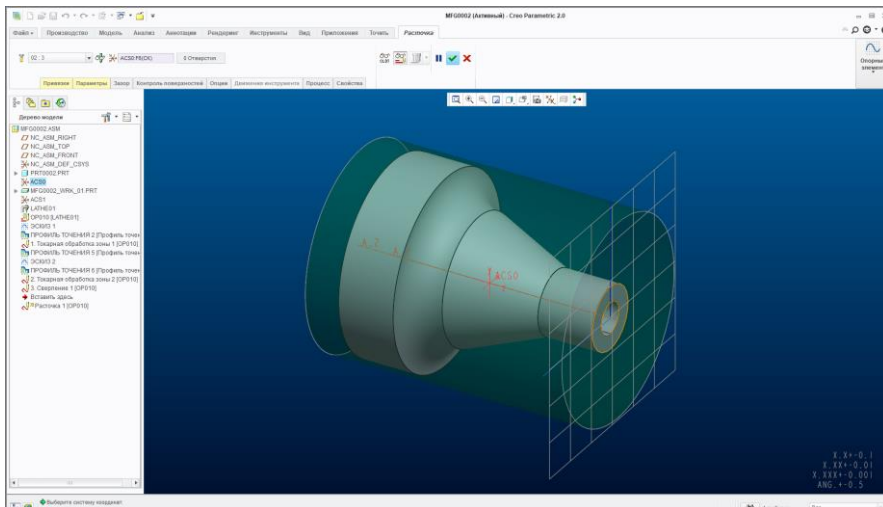 MFG0002 (Активный) - Creo Parametric 2.0
Файл Производство Модель Анализ Аннотации Рендеринг Инструменты Вид Приложения Точить Расточка
02 : 3 ACS0:F8(CK) 0 Отверстия
Опорный элемент
Привязки Параметры Зазор Контроль поверхностей Опции Движение инструмента Процесс Свойства
Дерево модели
MFG0002.ASM
NC_ASM_RIGHT
NC_ASM_TOP
NC_ASM_FRONT
NC_ASM_DEF_CSYS
PRT0002.PRT
ACS0
MFG0002_WRK_01.PRT
ACS1
LATHE01
OP010 [LATHE01]
ЭСКИЗ 1
ПРОФИЛЬ ТОЧЕНИЯ 2 [Профиль точен
1. Токарная обработка зоны 1 [OP010]
ПРОФИЛЬ ТОЧЕНИЯ 5 [Профиль точен
ЭСКИЗ 2
ПРОФИЛЬ ТОЧЕНИЯ 6 [Профиль точен
2. Токарная обработка зоны 2 [OP010]
3. Сверление 1 [OP010]
Вставить здесь
Расточка 1 [OP010]
ACS0
X.X+-0.1
X.XX+-0.01
X.XXX+-0.001
ANG.+-0.5
Выберите систему координат